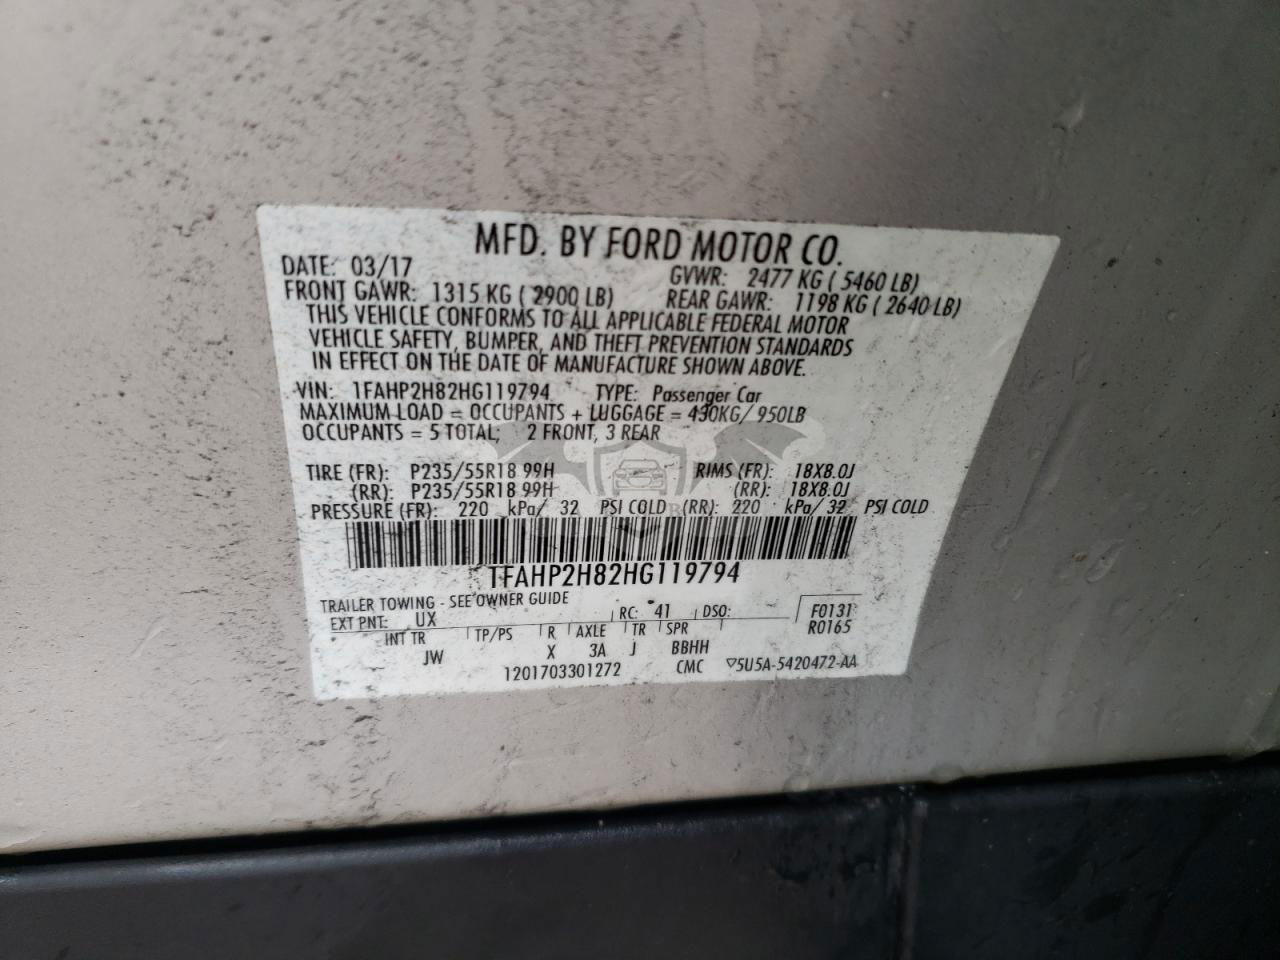 MFD. BY FORD MOTOR CO.
DATE: 03/17 GVWR: 2477 KG ( 5460 LB)
FRONT GAWR: 1315 KG ( 2900 LB) REAR GAWR: 1198 KG ( 2640 LB)
THIS VEHICLE CONFORMS TO ALL APPLICABLE FEDERAL MOTOR
VEHICLE SAFETY, BUMPER, AND THEFT PREVENTION STANDARDS
IN EFFECT ON THE DATE OF MANUFACTURE SHOWN ABOVE.
VIN: 1FAHP2H82HG119794 TYPE: Passenger Car
MAXIMUM LOAD = OCCUPANTS + LUGGAGE = 430KG/ 950LB
OCCUPANTS = 5 TOTAL; 2 FRONT, 3 REAR
TIRE (FR): P235/55R18 99H RIMS (FR): 18X8.0J
(RR): P235/55R18 99H (RR): 18X8.0J
PRESSURE (FR): 220 kPa/ 32 PSI COLD (RR): 220 kPa/ 32 PSI COLD
1FAHP2H82HG119794
TRAILER TOWING - SEE OWNER GUIDE
EXT PNT: UX RC: 41 DSO: F0131
R0165
INT TR TP/PS R AXLE TR SPR
JW X 3A J BBHH
1201703301272 CMC ▽5U5A-5420472-AA